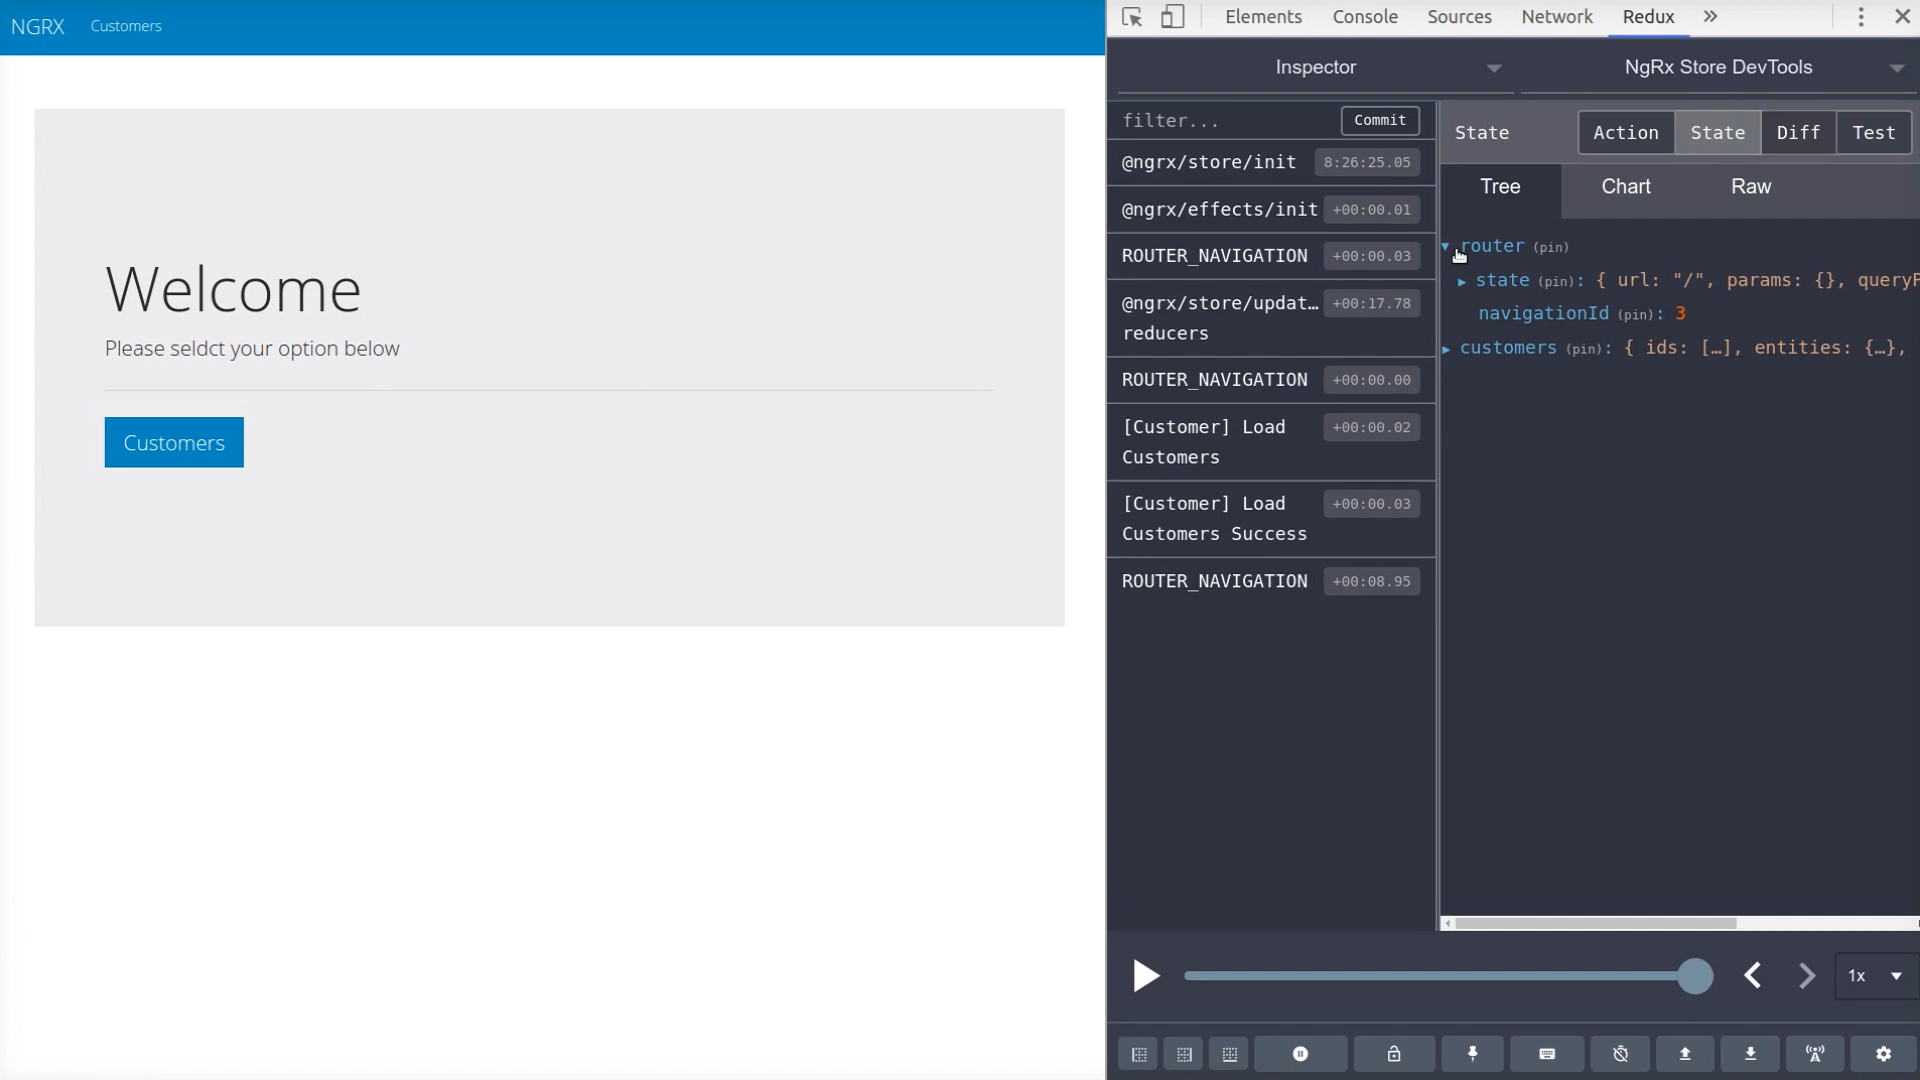 NGRX Customers
Welcome
Please seldct your option below
Customers
Elements Console Sources Network Redux
Inspector NgRx Store DevTools
filter... Commit
@ngrx/store/init 8:26:25.05
@ngrx/effects/init +00:00.01
ROUTER_NAVIGATION +00:00.03
@ngrx/store/updat… +00:17.78
reducers
ROUTER_NAVIGATION +00:00.00
[Customer] Load +00:00.02
Customers
[Customer] Load +00:00.03
Customers Success
ROUTER_NAVIGATION +00:08.95
State Action State Diff Test
Tree Chart Raw
router (pin)
state (pin): { url: "/", params: {}, queryP
navigationId (pin): 3
customers (pin): { ids: […], entities: {…},
1x